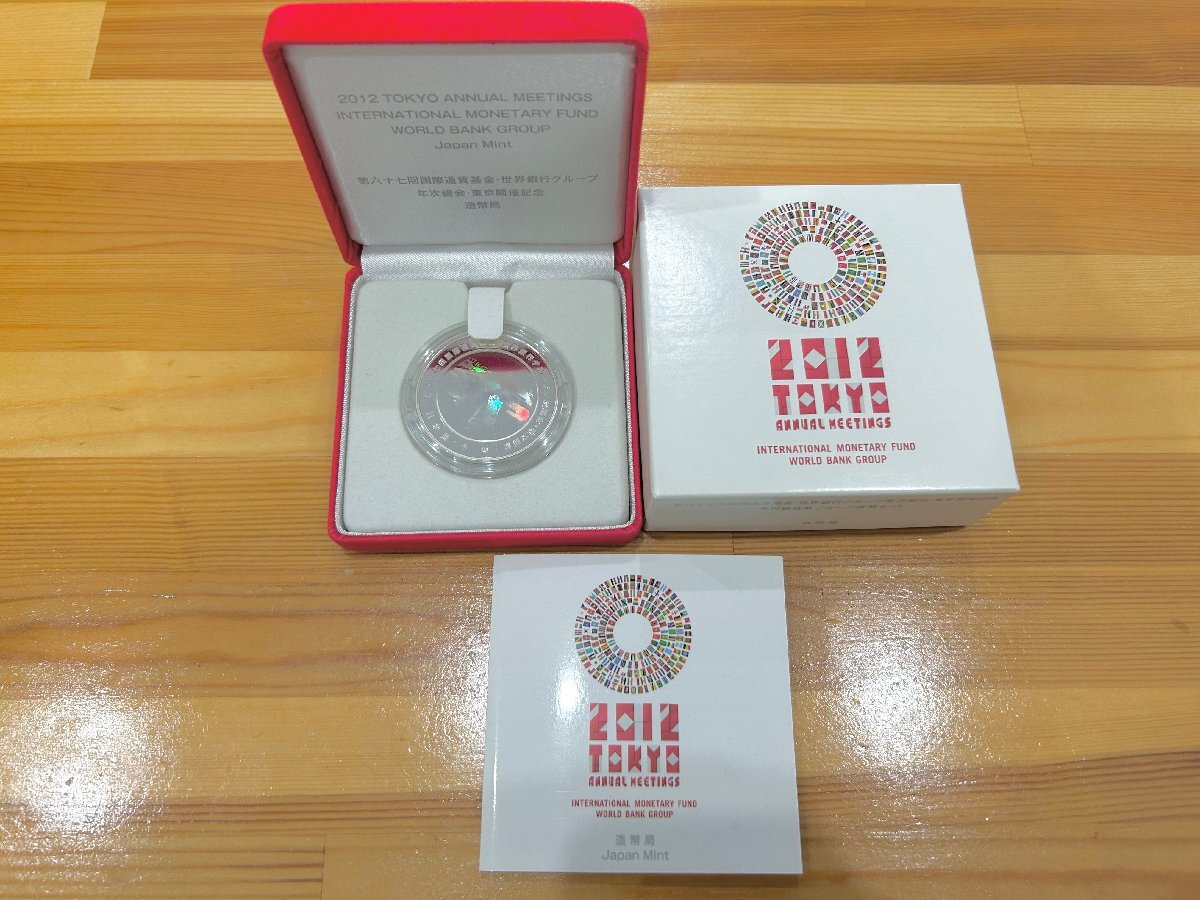 2012 TOKYO ANNUAL MEETINGS
INTERNATIONAL MONETARY FUND
WORLD BANK GROUP
Japan Mint
第六十七回国際通貨基金・世界銀行グループ
年次総会・東京開催記念
造幣局
2012
TOKYO
ANNUAL MEETINGS
INTERNATIONAL MONETARY FUND
WORLD BANK GROUP
造幣局
2012
TOKYO
ANNUAL MEETINGS
INTERNATIONAL MONETARY FUND
WORLD BANK GROUP
造幣局
Japan Mint